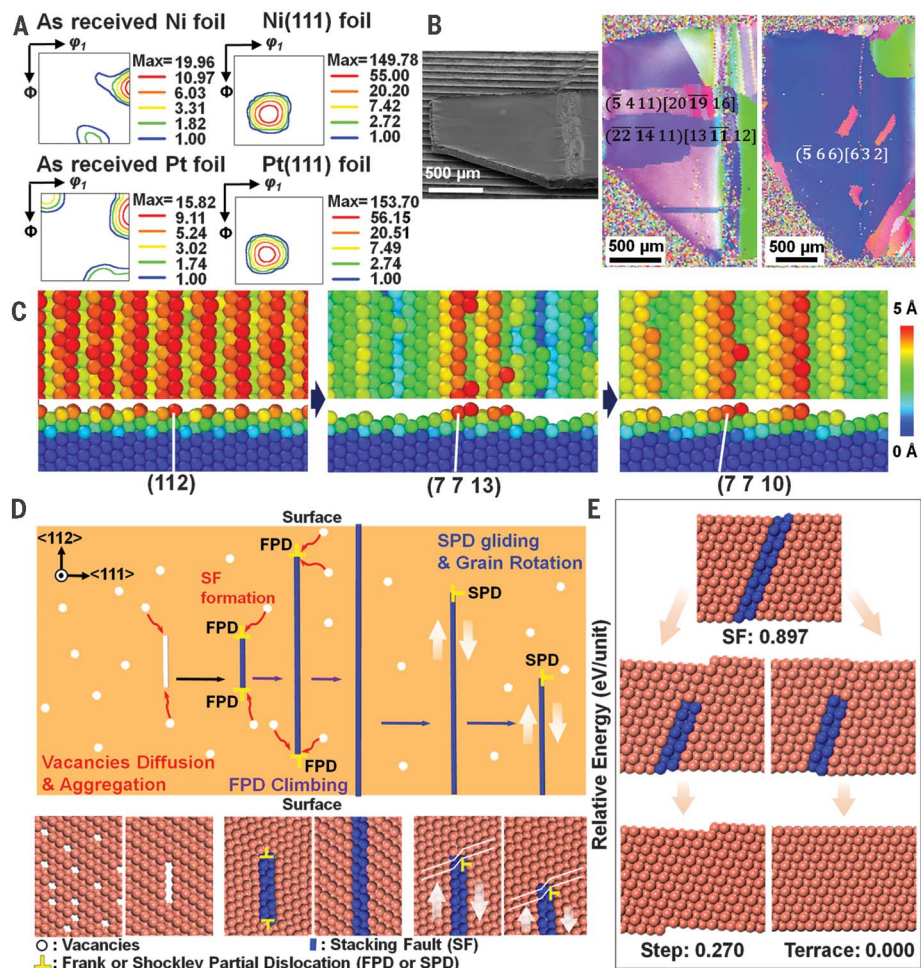 A
As received Ni foil
φ1
Φ
Max=19.96
10.97
6.03
3.31
1.82
1.00
Ni(111) foil
φ1
Φ
Max=149.78
55.00
20.20
7.42
2.72
1.00
As received Pt foil
φ1
Φ
Max=15.82
9.11
5.24
3.02
1.74
1.00
Pt(111) foil
φ1
Φ
Max=153.70
56.15
20.51
7.49
2.74
1.00
B
500 μm
(5̅ 4 11)[20 1̅9̅ 16]
(2̅2̅ 1̅4̅ 11)[13 1̅1̅ 12]
500 μm
(5̅ 6 6)[6 3 2]
500 μm
C
5 Å
0 Å
(112)
(7 7 13)
(7 7 10)
D
<112>
<111>
Surface
FPD
SF
formation
FPD
FPD
FPD
Vacancies Diffusion
& Aggregation
FPD Climbing
Surface
SPD gliding
& Grain Rotation
SPD
SPD
○: Vacancies
: Stacking Fault (SF)
: Frank or Shockley Partial Dislocation (FPD or SPD)
E
Relative Energy (eV/unit)
SF: 0.897
Step: 0.270
Terrace: 0.000